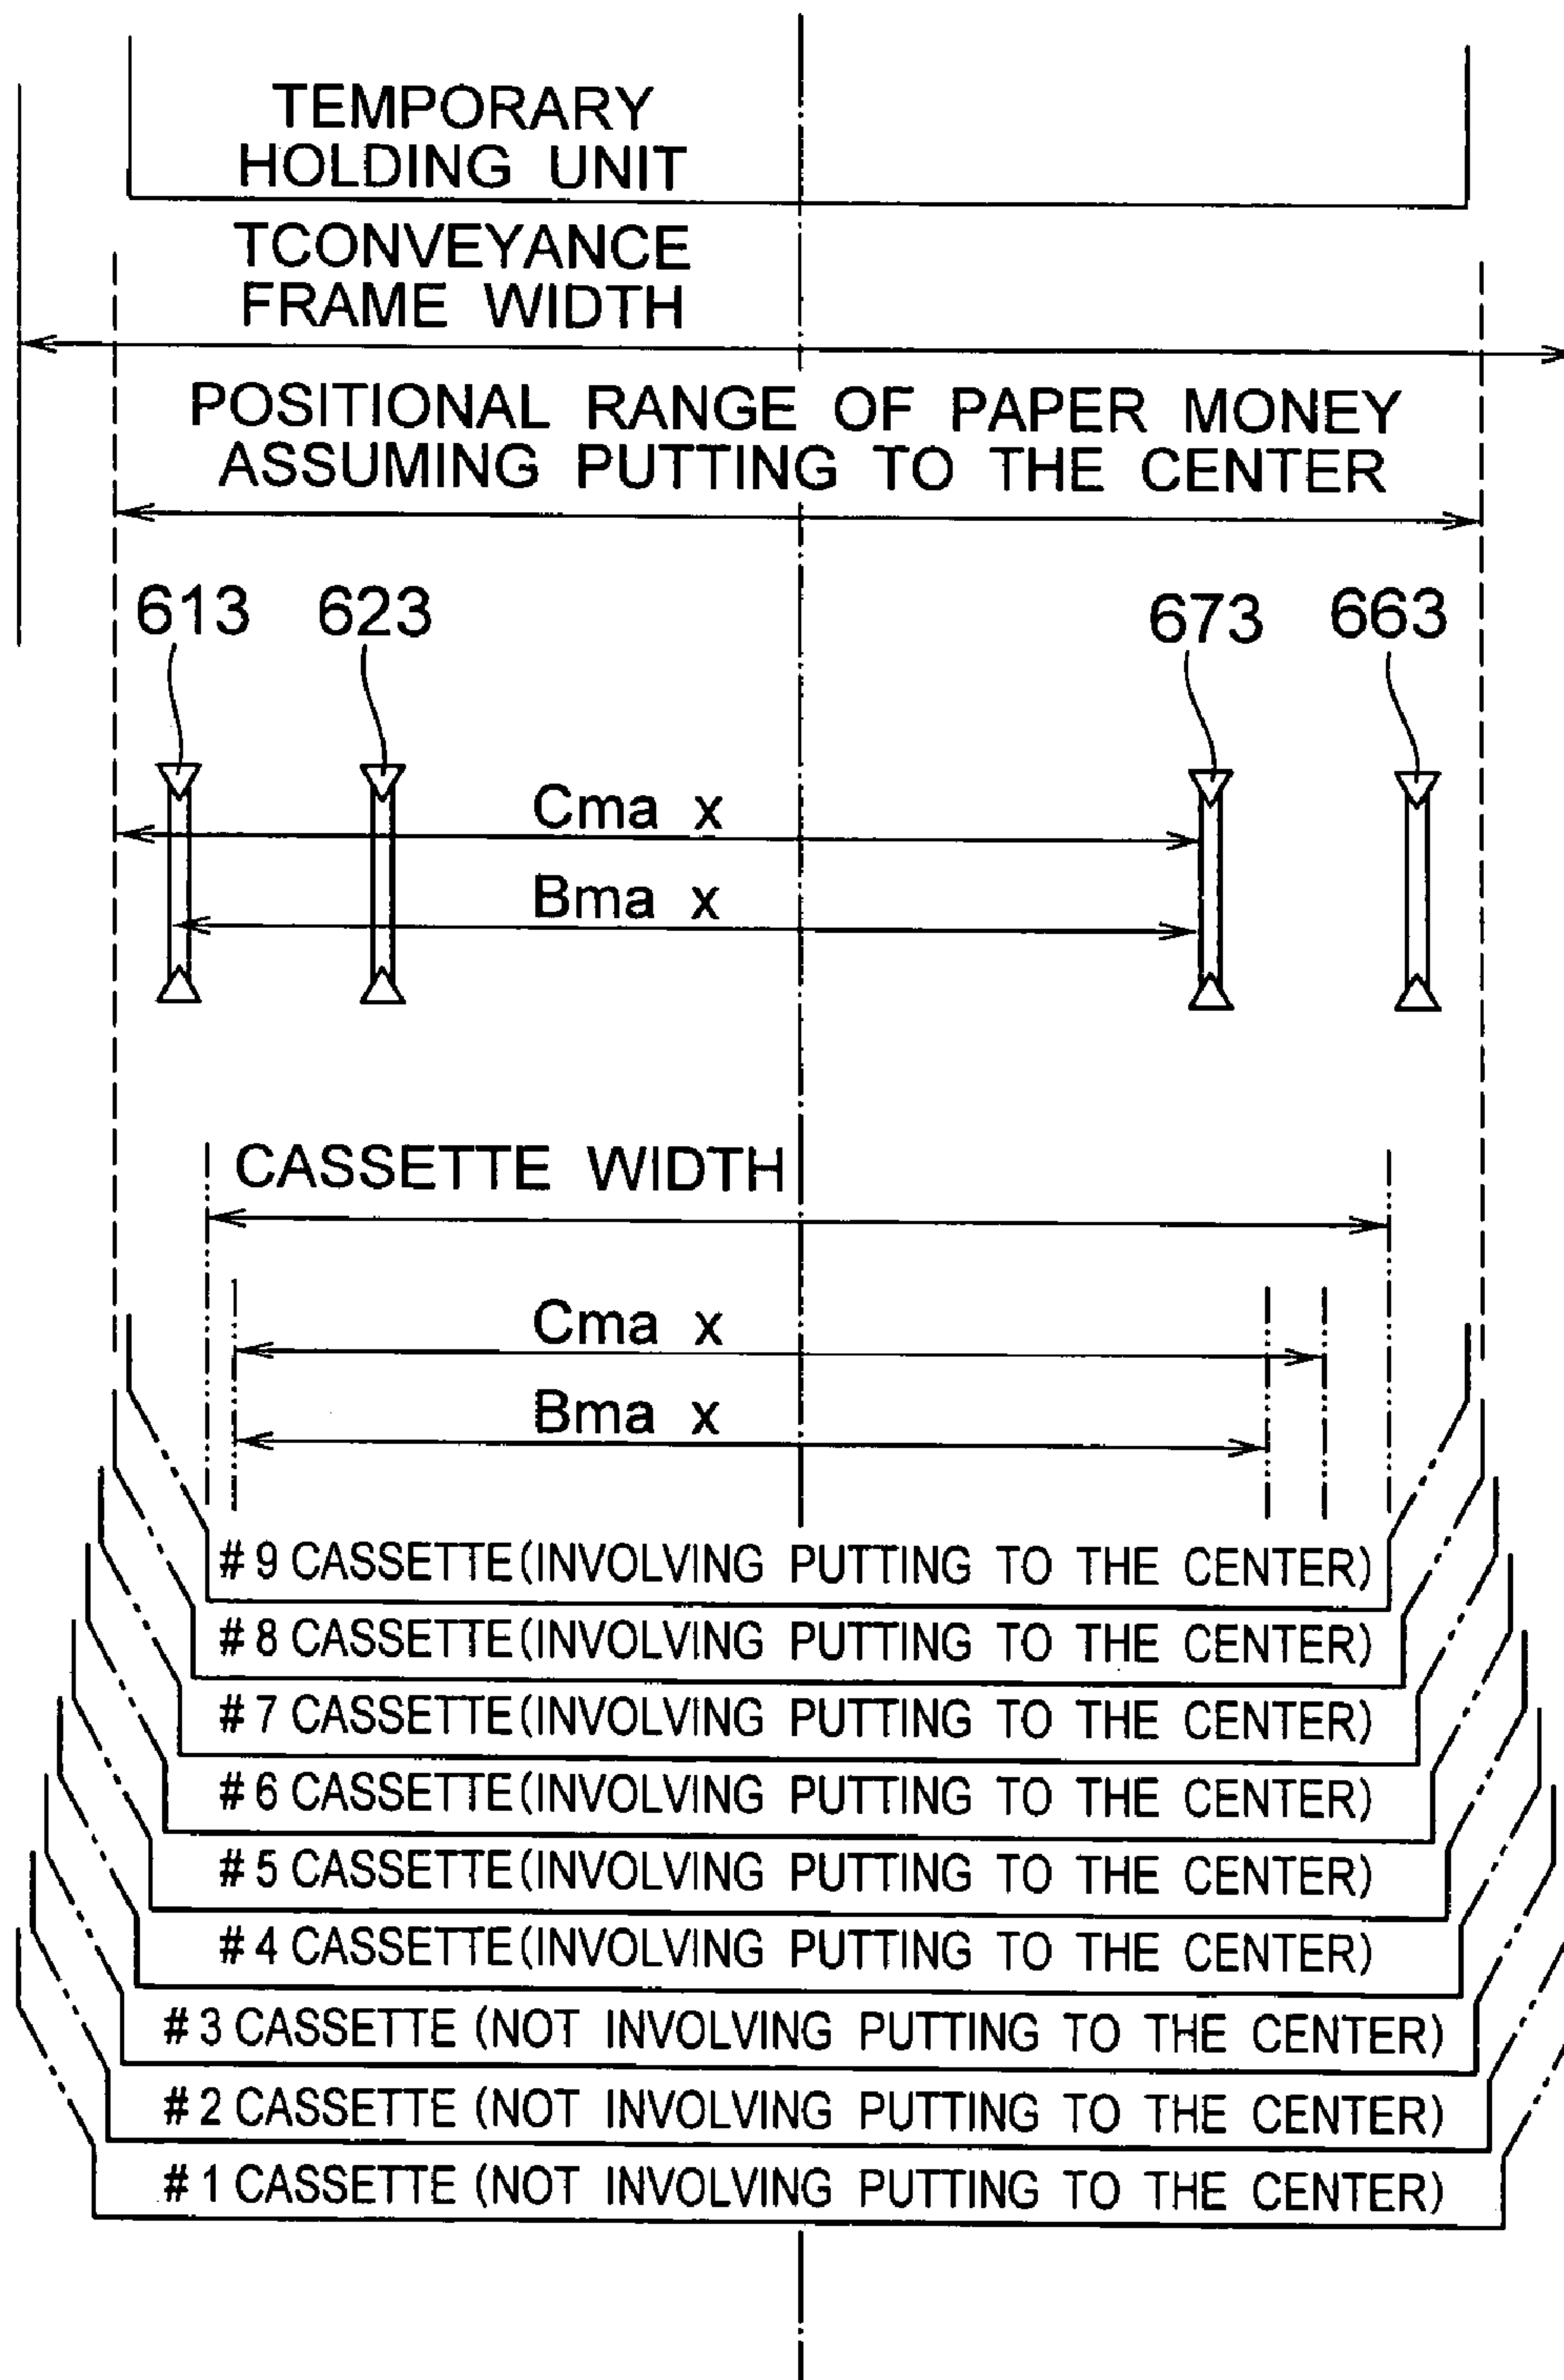 TEMPORARY
HOLDING UNIT
TCONVEYANCE
FRAME WIDTH
POSITIONAL RANGE OF PAPER MONEY
ASSUMING PUTTING TO THE CENTER
613 623 673 663
Cma x
Bma x
CASSETTE WIDTH
Cma x
Bma x
#9 CASSETTE(INVOLVING PUTTING TO THE CENTER)
#8 CASSETTE(INVOLVING PUTTING TO THE CENTER)
#7 CASSETTE(INVOLVING PUTTING TO THE CENTER)
#6 CASSETTE(INVOLVING PUTTING TO THE CENTER)
#5 CASSETTE(INVOLVING PUTTING TO THE CENTER)
#4 CASSETTE(INVOLVING PUTTING TO THE CENTER)
#3 CASSETTE (NOT INVOLVING PUTTING TO THE CENTER)
#2 CASSETTE (NOT INVOLVING PUTTING TO THE CENTER)
#1 CASSETTE (NOT INVOLVING PUTTING TO THE CENTER)